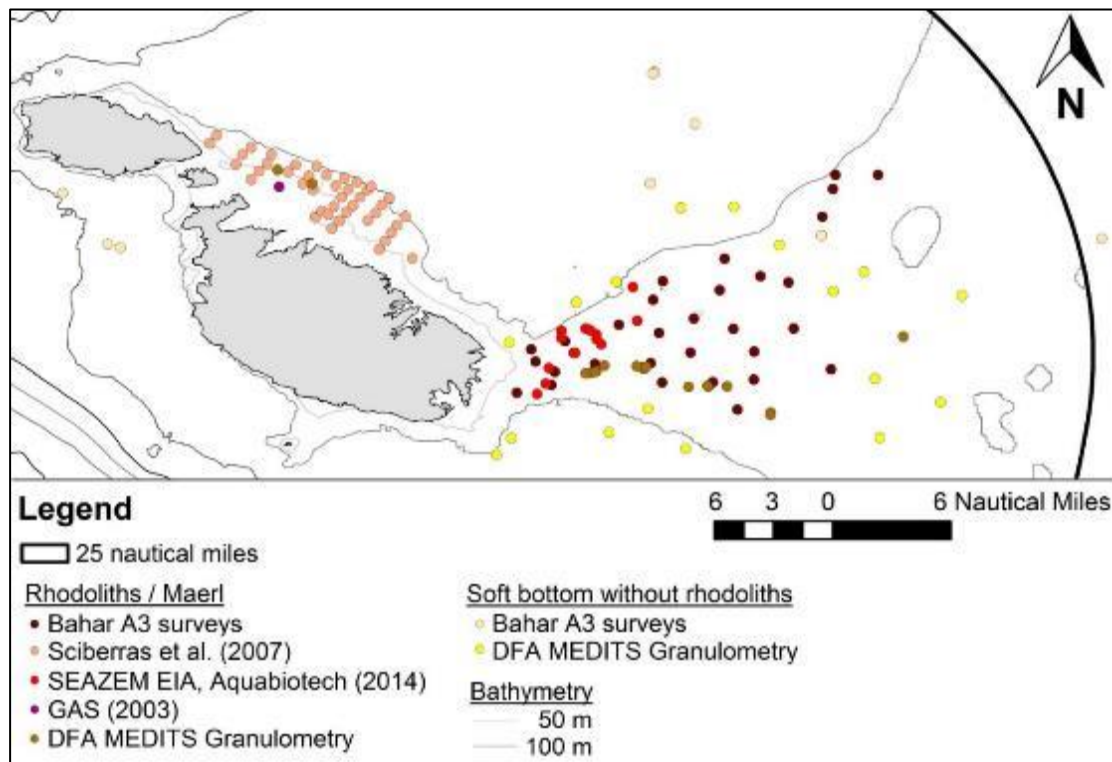 N
Legend
6 3 0 6 Nautical Miles
25 nautical miles
Rhodoliths / Maerl
Bahar A3 surveys
Sciberras et al. (2007)
SEAZEM EIA, Aquabiotech (2014)
GAS (2003)
DFA MEDITS Granulometry
Soft bottom without rhodoliths
Bahar A3 surveys
DFA MEDITS Granulometry
Bathymetry
50 m
100 m